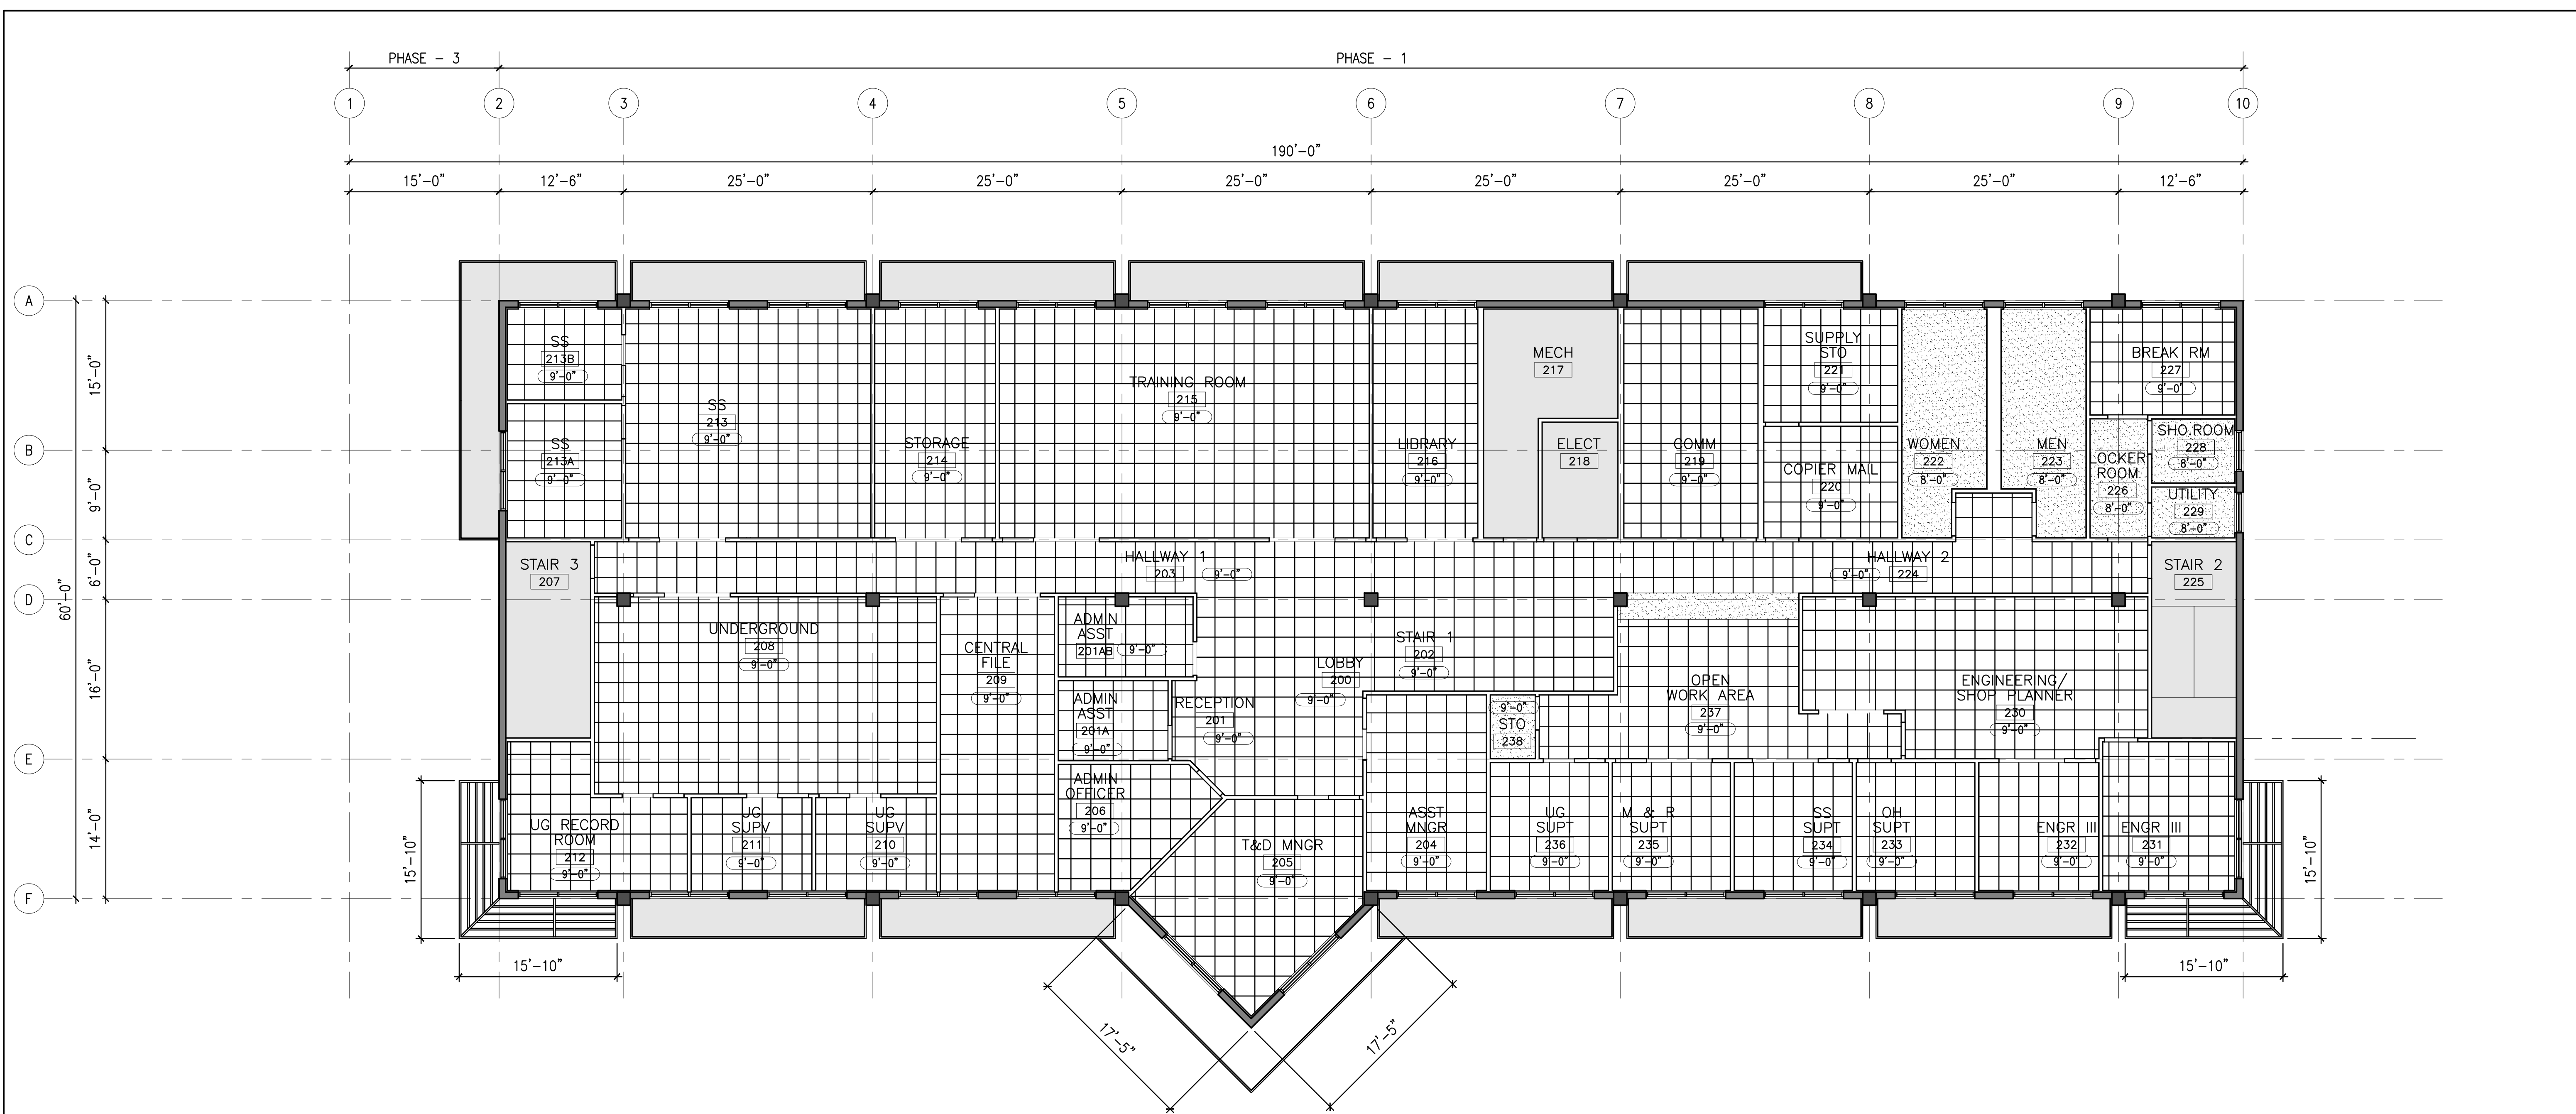 PHASE - 3
PHASE - 1
1
2
3
4
5
6
7
8
9
10
190'-0"
15'-0"
12'-6"
25'-0"
25'-0"
25'-0"
25'-0"
25'-0"
25'-0"
12'-6"
A
B
C
D
E
F
15'-0"
9'-0"
6'-0"
16'-0"
14'-0"
60'-0"
SS
213B
9'-0"
SS
213A
9'-0"
SS
213
9'-0"
STORAGE
214
9'-0"
TRAINING ROOM
215
9'-0"
LIBRARY
216
9'-0"
MECH
217
ELECT
218
COMM
219
9'-0"
SUPPLY
STO
221
9'-0"
COPIER MAIL
220
9'-0"
WOMEN
222
8'-0"
MEN
223
8'-0"
BREAK RM
227
9'-0"
LOCKER
ROOM
226
8'-0"
SHO.ROOM
228
8'-0"
UTILITY
229
8'-0"
STAIR 3
207
HALLWAY 1
203
9'-0"
HALLWAY 2
9'-0"
224
STAIR 2
225
UNDERGROUND
208
9'-0"
CENTRAL
FILE
209
9'-0"
ADMIN
ASST
201AB
9'-0"
ADMIN
ASST
201A
9'-0"
RECEPTION
201
9'-0"
LOBBY
200
9'-0"
STAIR 1
202
9'-0"
9'-0"
STO
238
OPEN
WORK AREA
237
9'-0"
ENGINEERING/
SHOP PLANNER
230
9'-0"
UG RECORD
ROOM
212
9'-0"
UG
SUPV
211
9'-0"
UG
SUPV
210
9'-0"
ADMIN
OFFICER
206
9'-0"
T&D MNGR
205
9'-0"
ASST
MNGR
204
9'-0"
UG
SUPT
236
9'-0"
M & R
SUPT
235
9'-0"
SS
SUPT
234
9'-0"
OH
SUPT
233
9'-0"
ENGR III
232
9'-0"
ENGR III
231
9'-0"
15'-10"
15'-10"
17'-5"
17'-5"
15'-10"
15'-10"